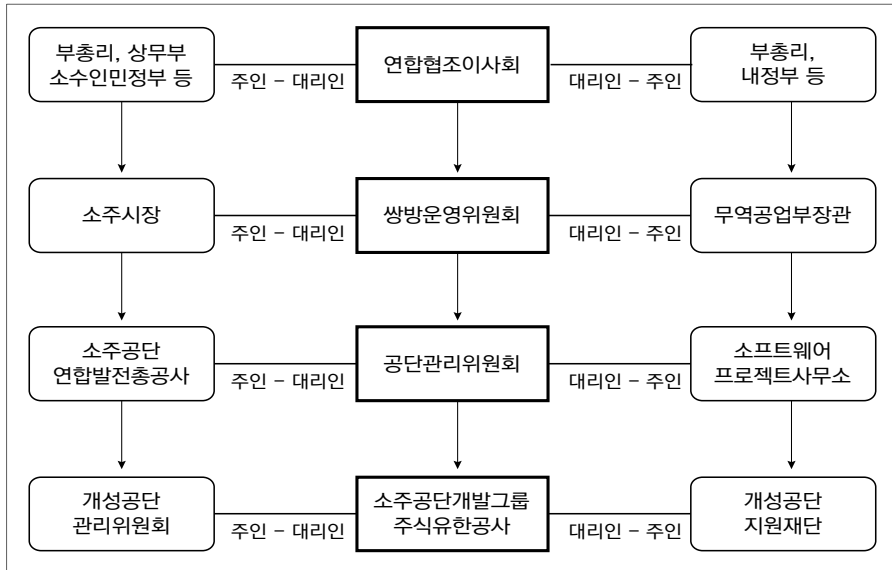 부총리, 상무부
소수인민정부 등
주인 – 대리인
연합협조이사회
대리인 – 주인
부총리,
내정부 등
소주시장
주인 – 대리인
쌍방운영위원회
대리인 – 주인
무역공업부장관
소주공단
연합발전총공사
주인 – 대리인
공단관리위원회
대리인 – 주인
소프트웨어
프로젝트사무소
개성공단
관리위원회
주인 – 대리인
소주공단개발그룹
주식유한공사
대리인 – 주인
개성공단
지원재단